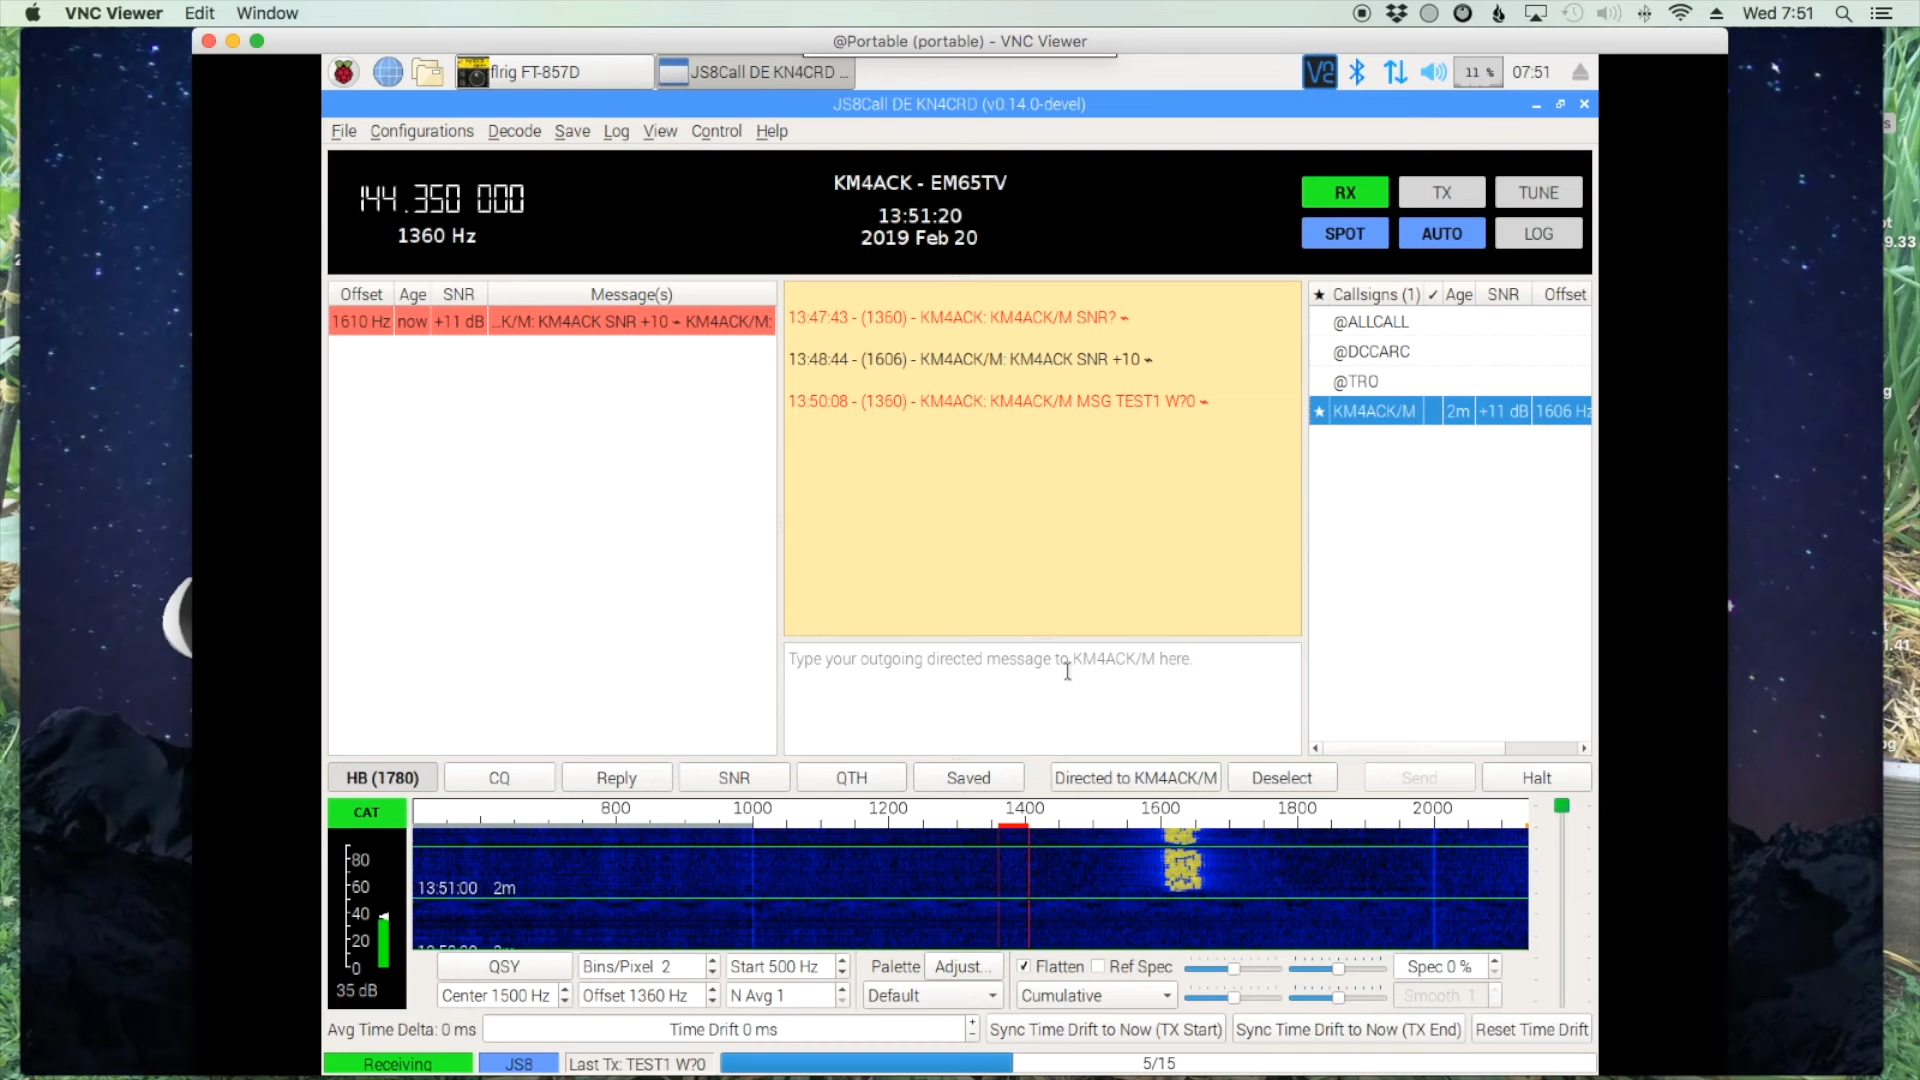 VNC Viewer Edit Window Wed 7:51
@Portable (portable) - VNC Viewer
flrig FT-857D JS8Call DE KN4CRD ... 11 % 07:51
JS8Call DE KN4CRD (v0.14.0-devel)
File Configurations Decode Save Log View Control Help
144.350 000
1360 Hz
KM4ACK - EM65TV
13:51:20
2019 Feb 20
RX TX TUNE
SPOT AUTO LOG
Offset Age SNR Message(s)
1610 Hz now +11 dB ...K/M: KM4ACK SNR +10 ⌁ KM4ACK/M:
13:47:43 - (1360) - KM4ACK: KM4ACK/M SNR? ⌁
13:48:44 - (1606) - KM4ACK/M: KM4ACK SNR +10 ⌁
13:50:08 - (1360) - KM4ACK: KM4ACK/M MSG TEST1 W?0 ⌁
Type your outgoing directed message to KM4ACK/M here.
★ Callsigns (1) ✓ Age SNR Offset
@ALLCALL
@DCCARC
@TRO
★ KM4ACK/M 2m +11 dB 1606 Hz
HB (1780) CQ Reply SNR QTH Saved Directed to KM4ACK/M Deselect Send Halt
CAT
800 1000 1200 1400 1600 1800 2000
80
60
40
20
0
35 dB
13:51:00 2m
QSY Bins/Pixel 2 Start 500 Hz Palette Adjust... Flatten Ref Spec Spec 0 %
Center 1500 Hz Offset 1360 Hz N Avg 1 Default Cumulative Smooth 1
Avg Time Delta: 0 ms Time Drift 0 ms Sync Time Drift to Now (TX Start) Sync Time Drift to Now (TX End) Reset Time Drift
Receiving JS8 Last Tx: TEST1 W?0 5/15